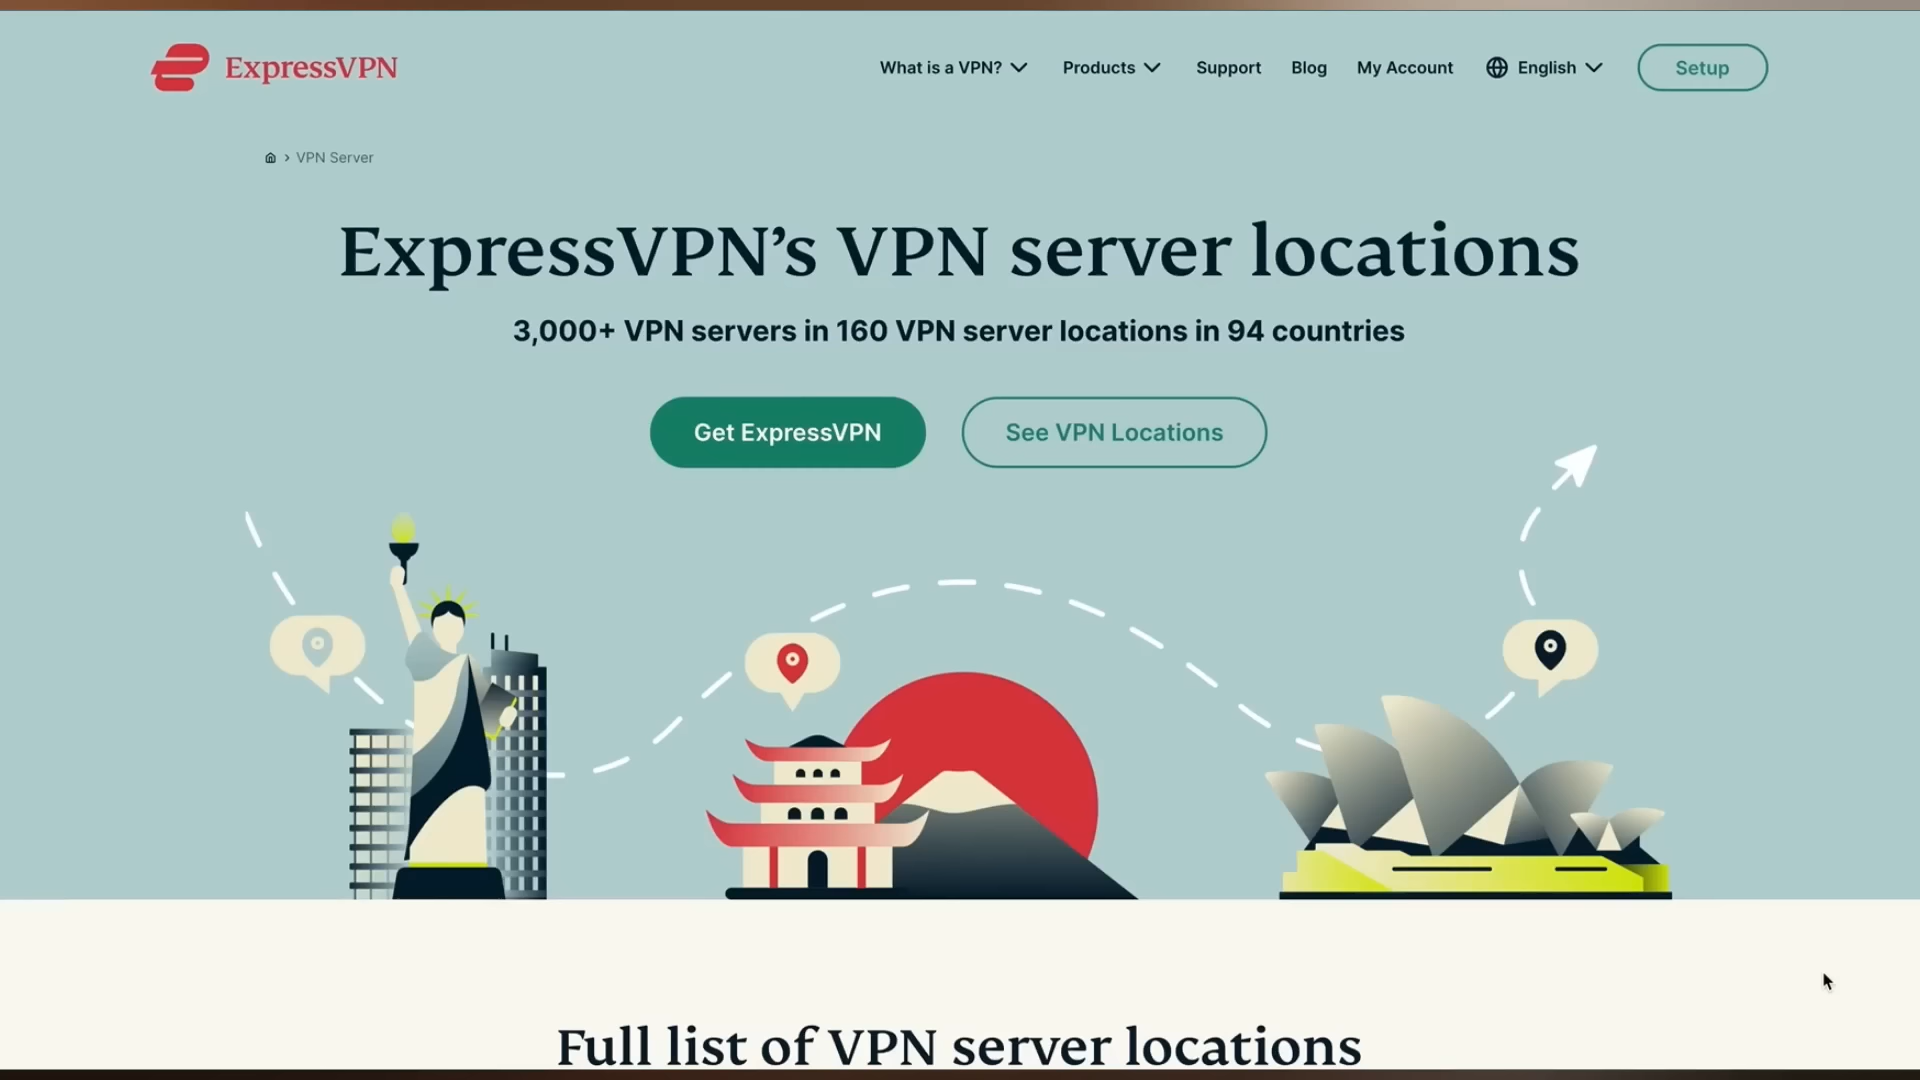 ExpressVPN
What is a VPN?
Products
Support
Blog
My Account
English
Setup
VPN Server
ExpressVPN’s VPN server locations
3,000+ VPN servers in 160 VPN server locations in 94 countries
Get ExpressVPN
See VPN Locations
Full list of VPN server locations